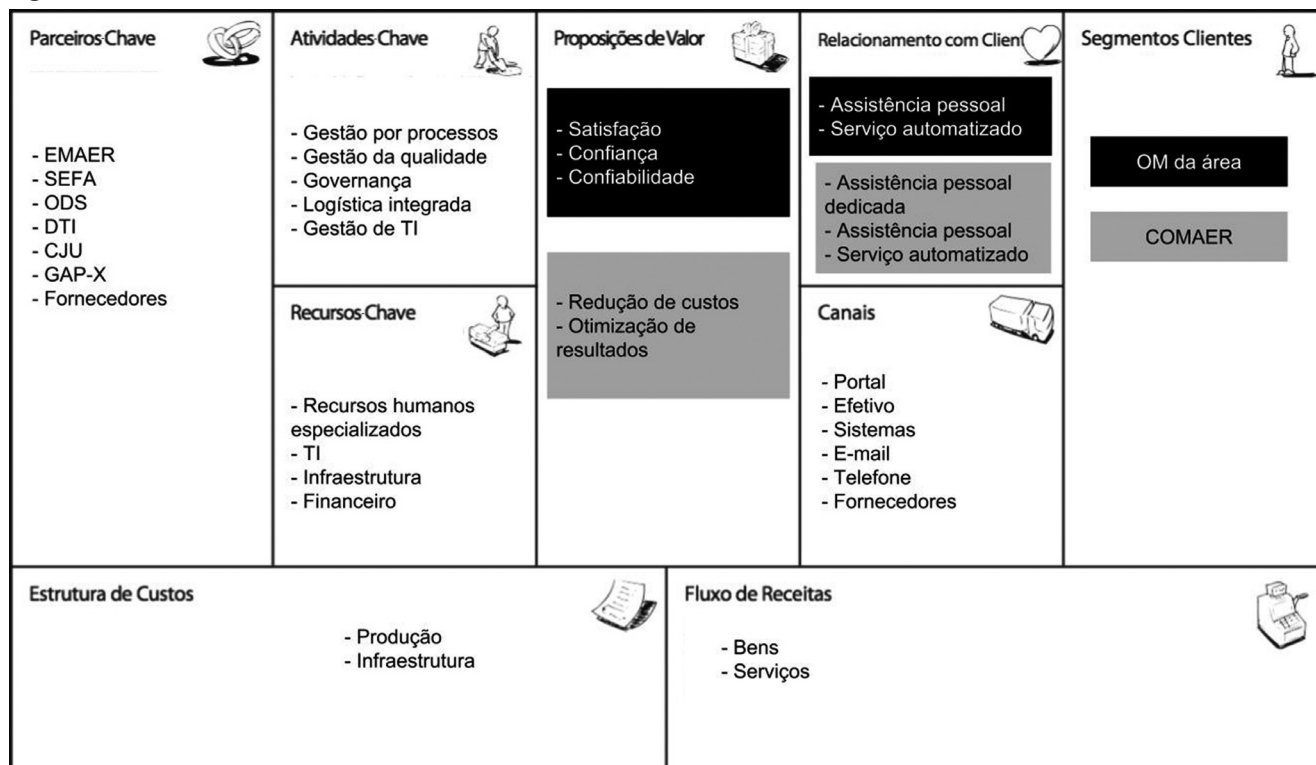 Parceiros-Chave
- EMAER
- SEFA
- ODS
- DTI
- CJU
- GAP-X
- Fornecedores
Atividades-Chave
- Gestão por processos
- Gestão da qualidade
- Governança
- Logística integrada
- Gestão de TI
Recursos-Chave
- Recursos humanos
especializados
- TI
- Infraestrutura
- Financeiro
Proposições de Valor
- Satisfação
- Confiança
- Confiabilidade
- Redução de custos
- Otimização de
resultados
Relacionamento com Client
- Assistência pessoal
- Serviço automatizado
- Assistência pessoal
dedicada
- Assistência pessoal
- Serviço automatizado
Canais
- Portal
- Efetivo
- Sistemas
- E-mail
- Telefone
- Fornecedores
Segmentos Clientes
OM da área
COMAER
Estrutura de Custos
- Produção
- Infraestrutura
Fluxo de Receitas
- Bens
- Serviços